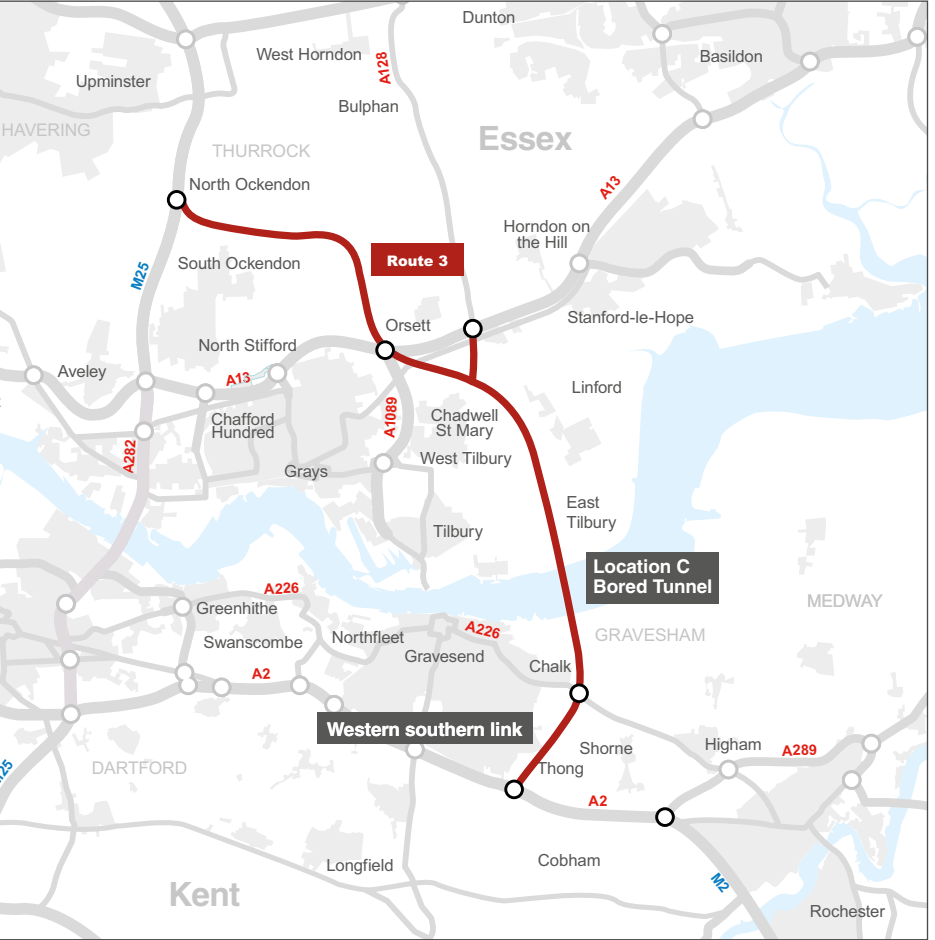 Dunton
West Horndon
A128
Basildon
Upminster
Bulphan
HAVERING
Essex
THURROCK
North Ockendon
A13
Horndon on
the Hill
Route 3
M25
South Ockendon
Orsett
Stanford-le-Hope
North Stifford
Aveley
A13
Linford
Chafford
Hundred
A1089
Chadwell
St Mary
A282
Grays
West Tilbury
East
Tilbury
Tilbury
Location C
Bored Tunnel
A226
Greenhithe
MEDWAY
Swanscombe
Northfleet
A226
GRAVESHAM
Gravesend
Chalk
A2
Western southern link
Shorne
Higham
A289
Thong
DARTFORD
A2
Cobham
Longfield
M2
Kent
Rochester